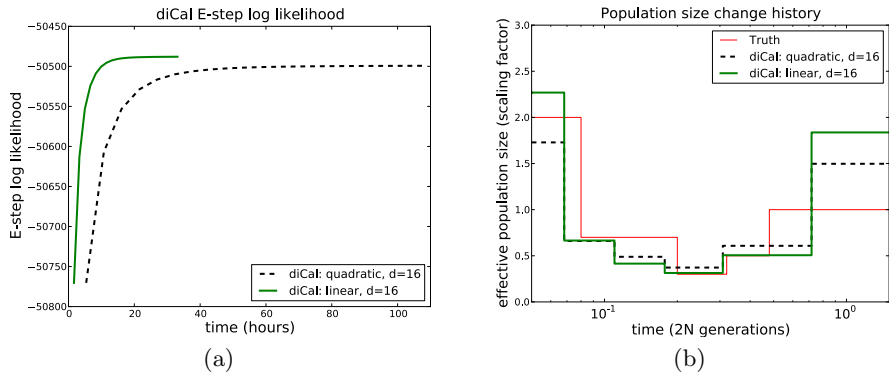 diCal E-step log likelihood
E-step log likelihood
−50450
−50500
−50550
−50600
−50650
−50700
−50750
−50800
0
20
40
60
80
100
time (hours)
diCal: quadratic, d=16
diCal: linear, d=16
(a)
Population size change history
effective population size (scaling factor)
3.0
2.5
2.0
1.5
1.0
0.5
0.0
10^-1
10^0
time (2N generations)
Truth
diCal: quadratic, d=16
diCal: linear, d=16
(b)